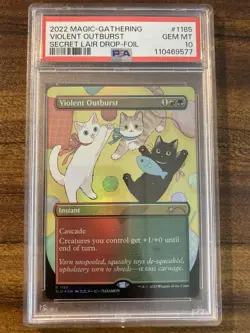 2022 MAGIC-GATHERING #1185
VIOLENT OUTBURST GEM MT
SECRET LAIR DROP-FOIL 10
PSA 110469577
Violent Outburst
Instant
Cascade
Creatures you control get +1/+0 until
end of turn.
Yarn unspooled, squeaky toys de-squeakified,
upholstery torn to shreds—it was carnage.